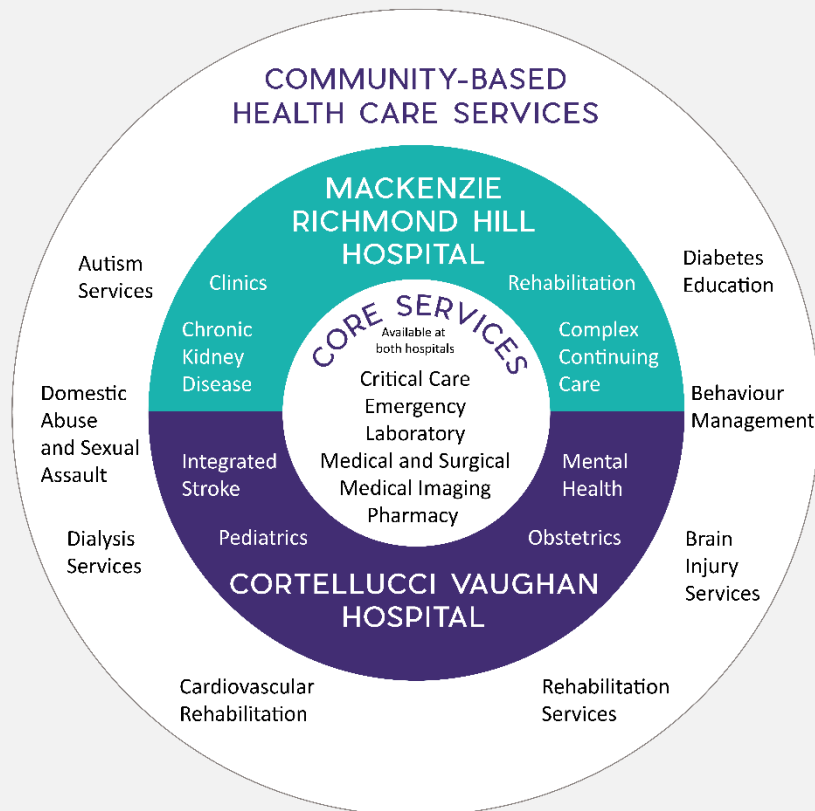 COMMUNITY-BASED
HEALTH CARE SERVICES
MACKENZIE
RICHMOND HILL
HOSPITAL
Autism
Services
Clinics
Rehabilitation
Diabetes
Education
Chronic
Kidney
Disease
CORE SERVICES
Available at
both hospitals
Complex
Continuing
Care
Critical Care
Emergency
Laboratory
Medical and Surgical
Medical Imaging
Pharmacy
Domestic
Abuse
and Sexual
Assault
Behaviour
Management
Integrated
Stroke
Mental
Health
Pediatrics
Obstetrics
Dialysis
Services
Brain
Injury
Services
CORTELLUCCI VAUGHAN
HOSPITAL
Cardiovascular
Rehabilitation
Rehabilitation
Services